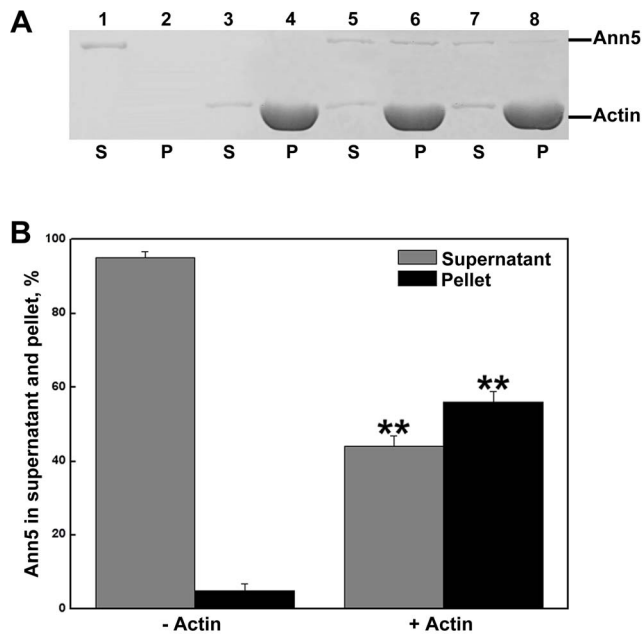 A
1 2 3 4 5 6 7 8
Ann5
Actin
S P S P S P S P
B
Ann5 in supernatant and pellet, %
100
80
60
40
20
0
Supernatant
Pellet
**
**
- Actin
+ Actin